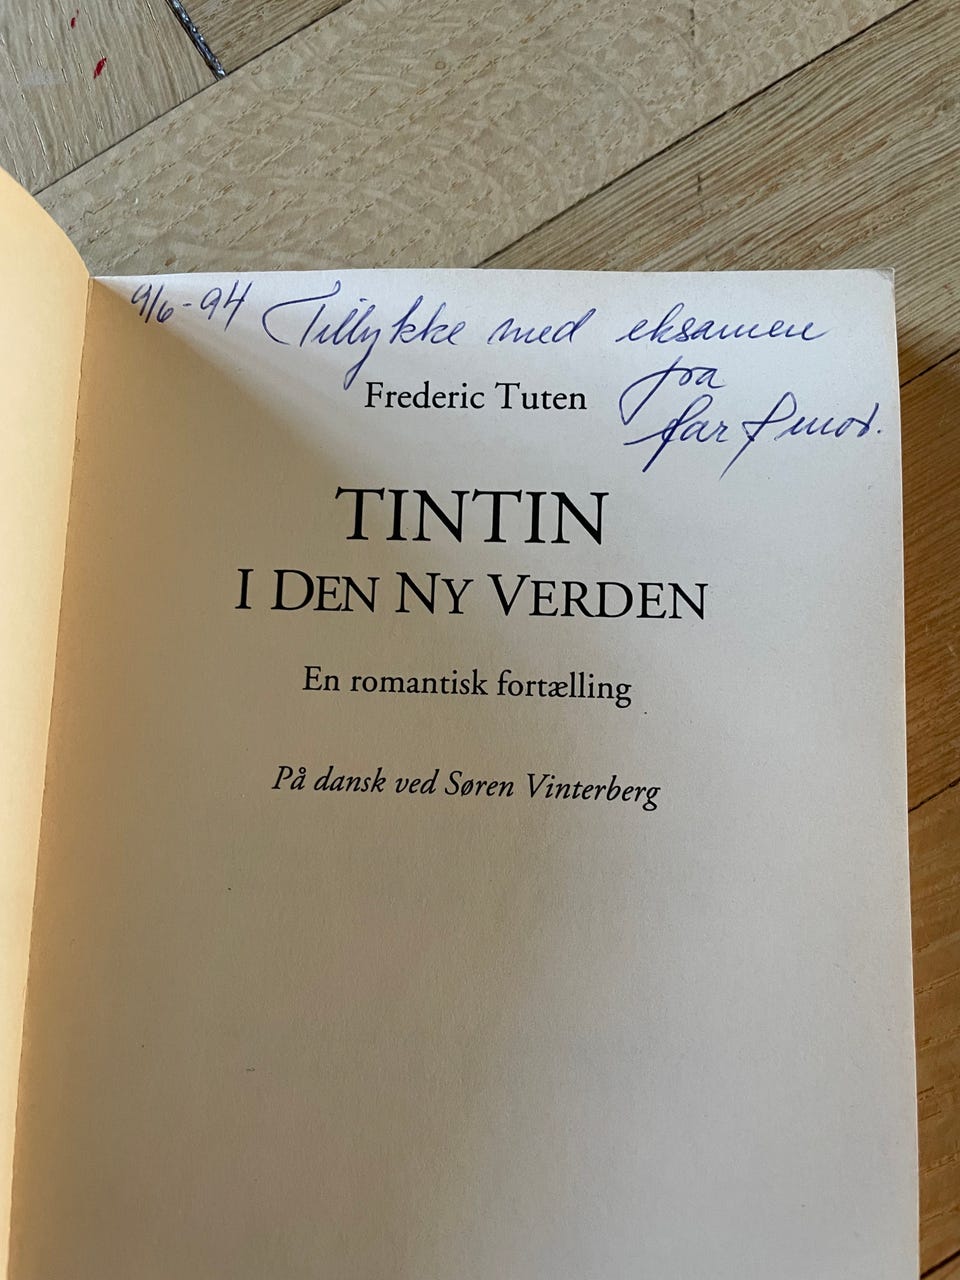 9/6-94 Tillykke med eksamen
fra
far & mor.
Frederic Tuten
TINTIN
I DEN NY VERDEN
En romantisk fortælling
På dansk ved Søren Vinterberg